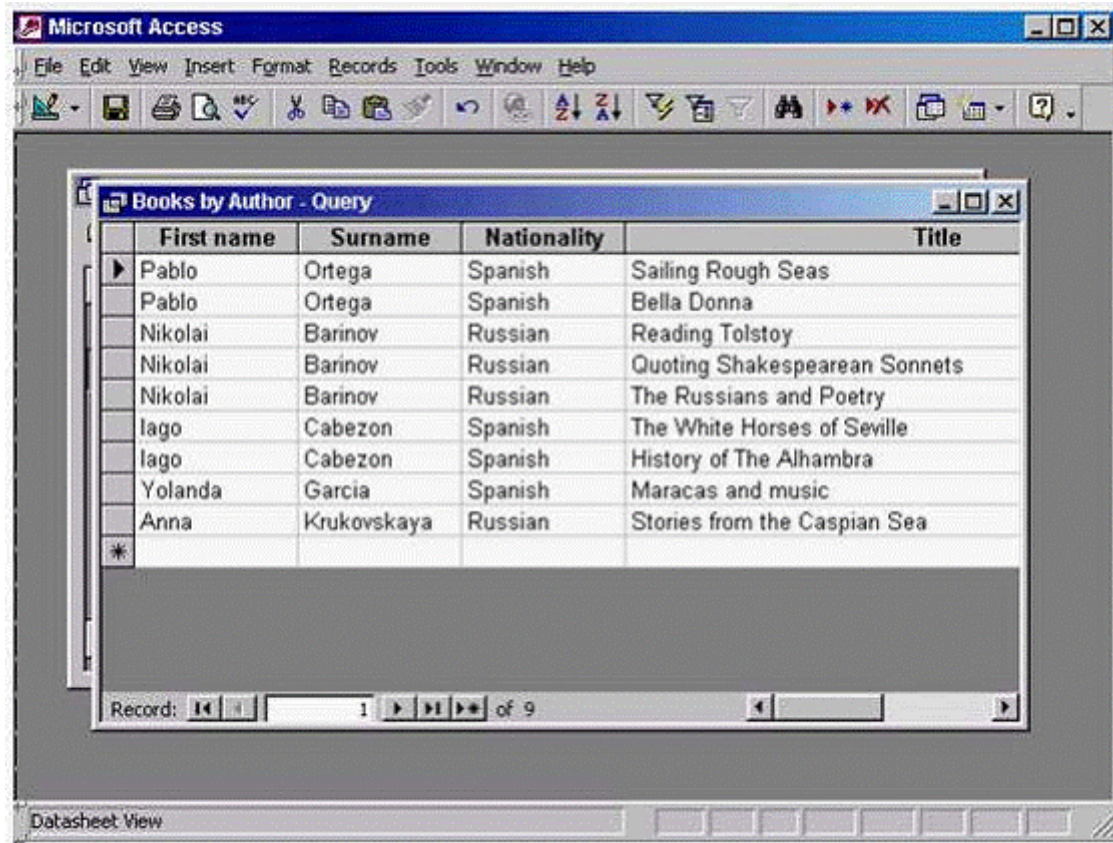 Microsoft Access
File Edit View Insert Format Records Tools Window Help
Books by Author - Query
First name Surname Nationality Title
Pablo Ortega Spanish Sailing Rough Seas
Pablo Ortega Spanish Bella Donna
Nikolai Barinov Russian Reading Tolstoy
Nikolai Barinov Russian Quoting Shakespearean Sonnets
Nikolai Barinov Russian The Russians and Poetry
Iago Cabezon Spanish The White Horses of Seville
Iago Cabezon Spanish History of The Alhambra
Yolanda Garcia Spanish Maracas and music
Anna Krukovskaya Russian Stories from the Caspian Sea
Record: 1 of 9
Datasheet View